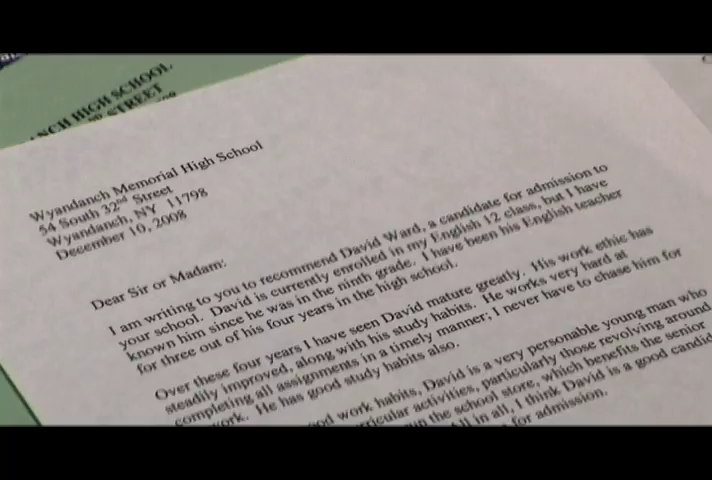 HIGH SCHOOL
STREET
Wyandanch Memorial High School
54 South 32nd Street
Wyandanch, NY 11798
December 10, 2008
Dear Sir or Madam:
I am writing to you to recommend David Ward, a candidate for admission to
your school. David is currently enrolled in my English 12 class, but I have
known him since he was in the ninth grade. I have been his English teacher
for three out of his four years in the high school.
Over these four years I have seen David mature greatly. His work ethic has
steadily improved, along with his study habits. He works very hard at
completing all assignments in a timely manner; I never have to chase him for
work. He has good study habits also.
good work habits, David is a very personable young man who
activities, particularly those revolving around
the school store, which benefits the senior
All in all, I think David is a good
for admission.